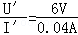 U′/I′ = 6V/0.04A